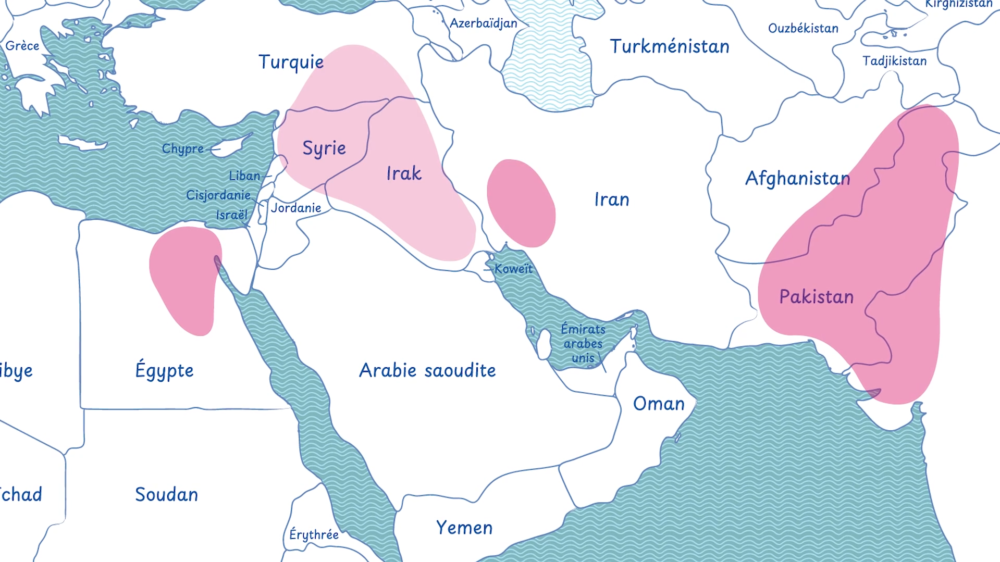 Kirghizistan
Azerbaïdjan
Ouzbékistan
Grèce
Turkménistan
Turquie
Tadjikistan
Chypre
Syrie
Liban
Irak
Afghanistan
Cisjordanie
Iran
Jordanie
Israël
Koweït
Pakistan
Émirats
arabes
unis
ibye
Égypte
Arabie saoudite
Oman
Tchad
Soudan
Yemen
Érythrée